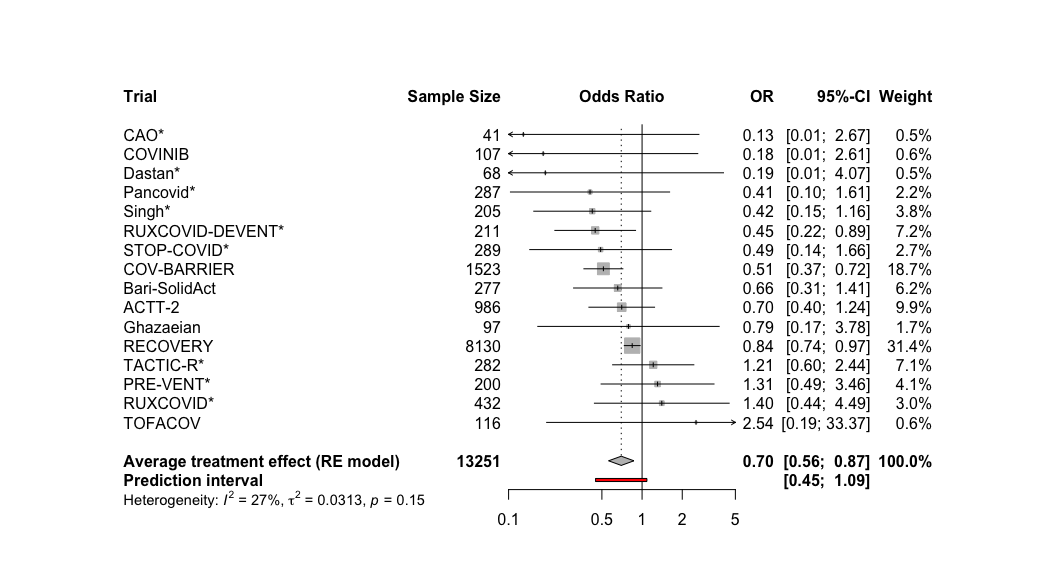 Trial Sample Size Odds Ratio OR 95%-CI Weight
CAO* 41 0.13 [0.01; 2.67] 0.5%
COVINIB 107 0.18 [0.01; 2.61] 0.6%
Dastan* 68 0.19 [0.01; 4.07] 0.5%
Pancovid* 287 0.41 [0.10; 1.61] 2.2%
Singh* 205 0.42 [0.15; 1.16] 3.8%
RUXCOVID-DEVENT* 211 0.45 [0.22; 0.89] 7.2%
STOP-COVID* 289 0.49 [0.14; 1.66] 2.7%
COV-BARRIER 1523 0.51 [0.37; 0.72] 18.7%
Bari-SolidAct 277 0.66 [0.31; 1.41] 6.2%
ACTT-2 986 0.70 [0.40; 1.24] 9.9%
Ghazaeian 97 0.79 [0.17; 3.78] 1.7%
RECOVERY 8130 0.84 [0.74; 0.97] 31.4%
TACTIC-R* 282 1.21 [0.60; 2.44] 7.1%
PRE-VENT* 200 1.31 [0.49; 3.46] 4.1%
RUXCOVID* 432 1.40 [0.44; 4.49] 3.0%
TOFACOV 116 2.54 [0.19; 33.37] 0.6%
Average treatment effect (RE model) 13251 0.70 [0.56; 0.87] 100.0%
Prediction interval [0.45; 1.09]
Heterogeneity: I² = 27%, τ² = 0.0313, p = 0.15
0.1 0.5 1 2 5